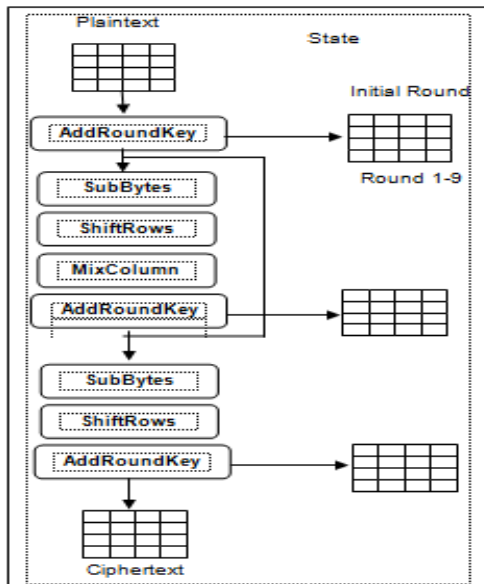 Plaintext
State
Initial Round
AddRoundKey
Round 1-9
SubBytes
ShiftRows
MixColumn
AddRoundKey
SubBytes
ShiftRows
AddRoundKey
Ciphertext